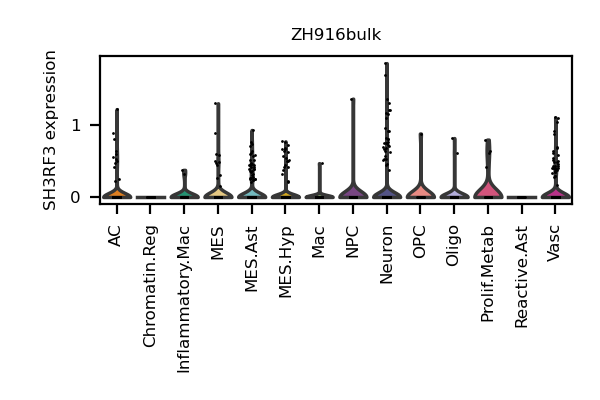 ZH916bulk
SH3RF3 expression
1
0
AC
Chromatin.Reg
Inflammatory.Mac
MES
MES.Ast
MES.Hyp
Mac
NPC
Neuron
OPC
Oligo
Prolif.Metab
Reactive.Ast
Vasc